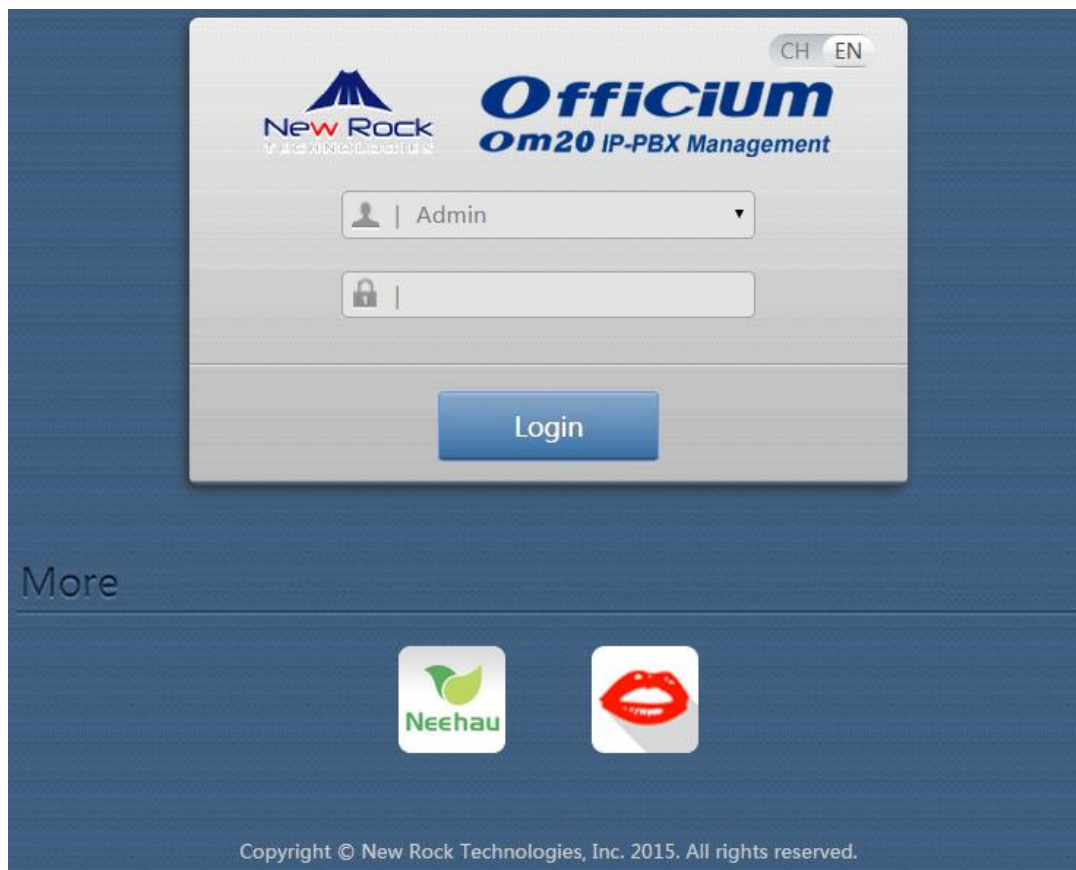 CH EN
New Rock
TECHNOLOGIES
Officium
Om20 IP-PBX Management
| Admin
|
Login
More
Neehau
Copyright © New Rock Technologies, Inc. 2015. All rights reserved.